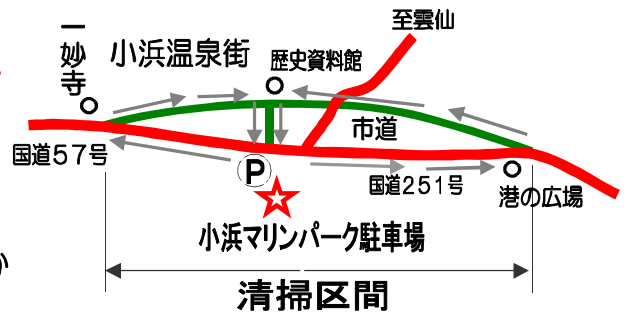 至雲仙
一妙寺
小浜温泉街
歴史資料館
市道
国道57号
P
国道251号
港の広場
小浜マリンパーク駐車場
か
清掃区間